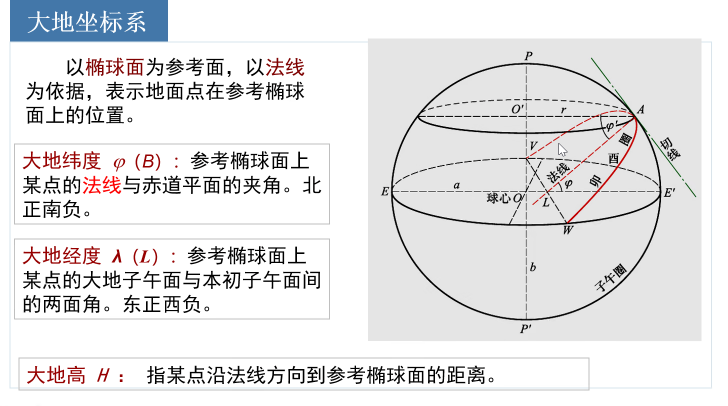 大地坐标系
以椭球面为参考面，以法线
为依据，表示地面点在参考椭球
面上的位置。
大地纬度 φ（B）：参考椭球面上
某点的法线与赤道平面的夹角。北
正南负。
大地经度 λ（L）：参考椭球面上
某点的大地子午面与本初子午面间
的两面角。东正西负。
大地高 H： 指某点沿法线方向到参考椭球面的距离。
P
O' r A
φ'
切线
V
卯酉圈
法线
φ
E a E'
球心O L
W
b
子午圈
P'